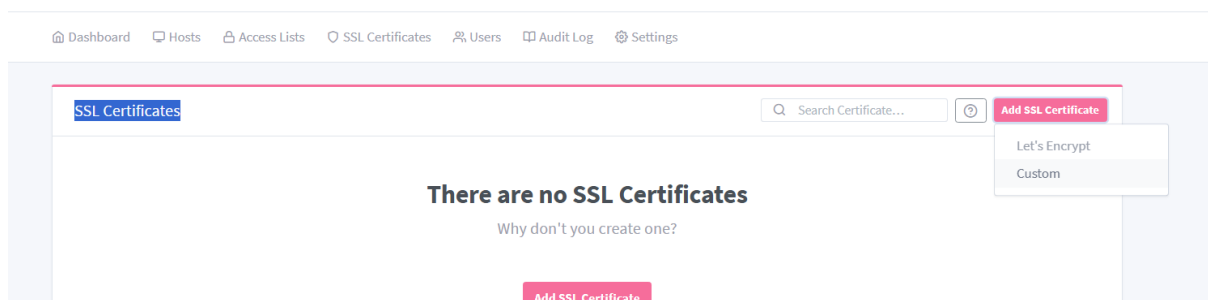 Dashboard Hosts Access Lists SSL Certificates Users Audit Log Settings
SSL Certificates Search Certificate... Add SSL Certificate
Let's Encrypt
Custom
There are no SSL Certificates
Why don't you create one?
Add SSL Certificate